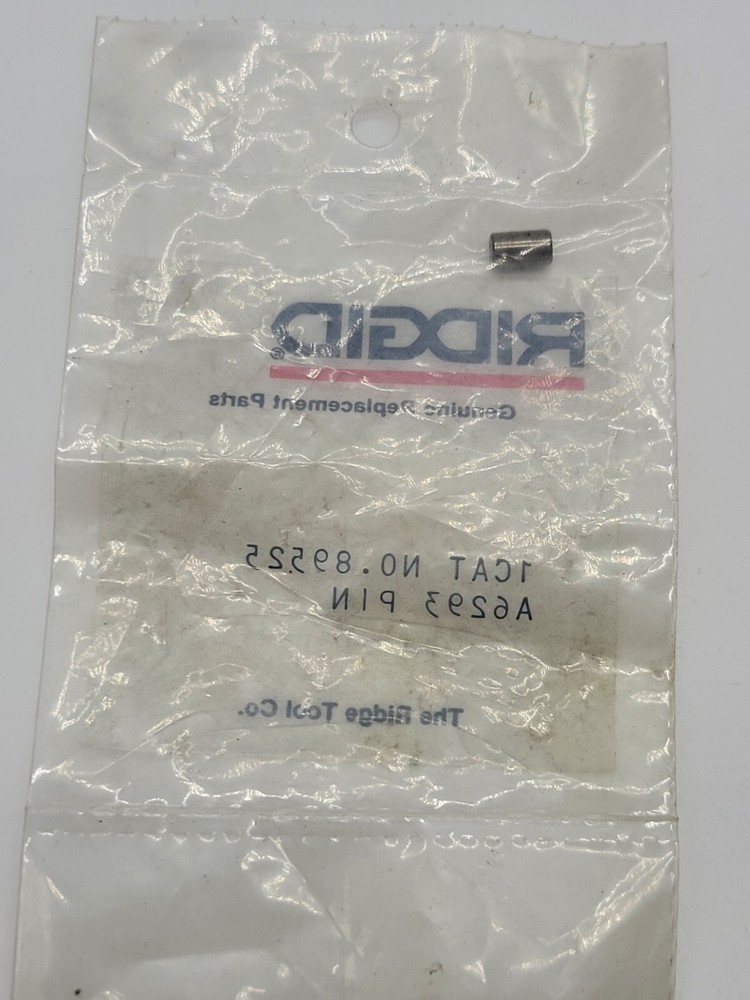 RIDGID®
Genuine Replacement Parts
1CAT NO.89525
A6293 PIN
The Ridge Tool Co.